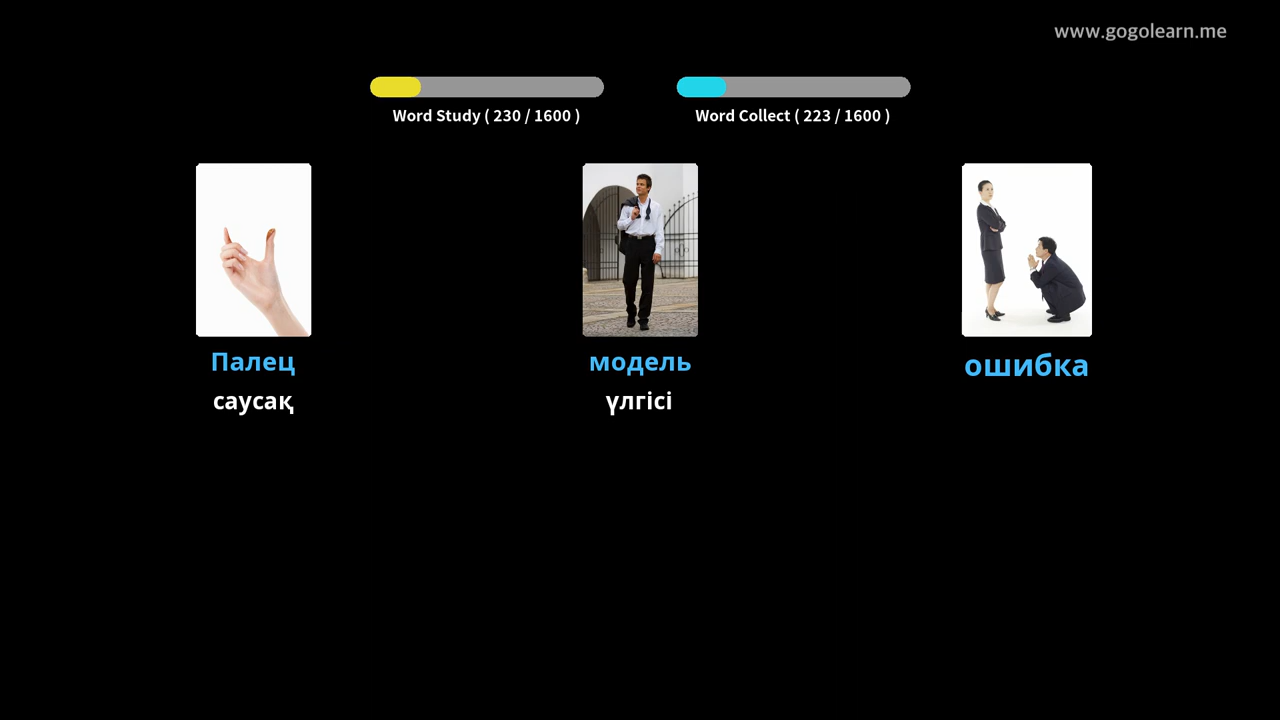 www.gogolearn.me
Word Study ( 230 / 1600 )
Word Collect ( 223 / 1600 )
Палец
саусақ
модель
үлгісі
ошибка